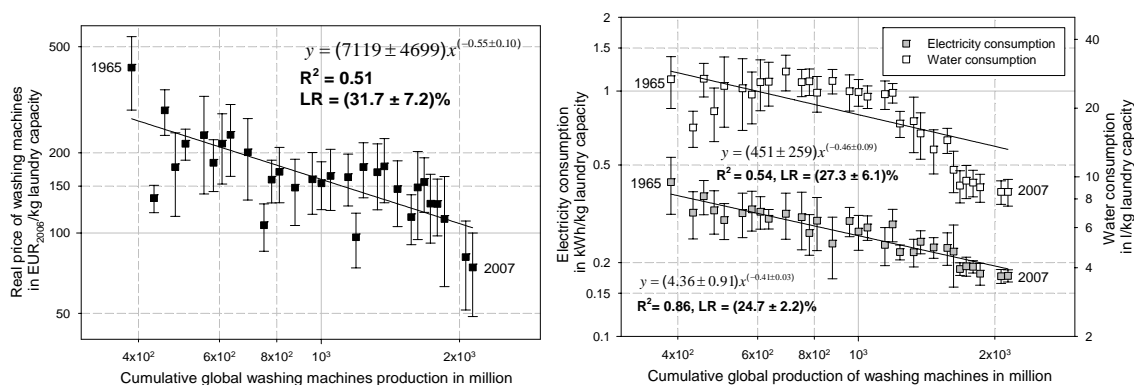 Real price of washing machines
in EUR2006/kg laundry capacity
500
200
150
100
50
1965
y = (7119 ± 4699)x^(−0.55±0.10)
R² = 0.51
LR = (31.7 ± 7.2)%
2007
4x10² 6x10² 8x10² 10³ 2x10³
Cumulative global washing machines production in million
Electricity consumption
in kWh/kg laundry capacity
1.5
1
0.5
0.2
0.15
0.1
Electricity consumption
Water consumption
1965
y = (451 ± 259)x^(−0.46±0.09)
R² = 0.54, LR = (27.3 ± 6.1)%
2007
1965
y = (4.36 ± 0.91)x^(−0.41±0.03)
R² = 0.86, LR = (24.7 ± 2.2)%
2007
40
20
10
8
6
4
2
Water consumption
in l/kg laundry capacity
4x10² 6x10² 8x10² 10³ 2x10³
Cumulative global production of washing machines in million